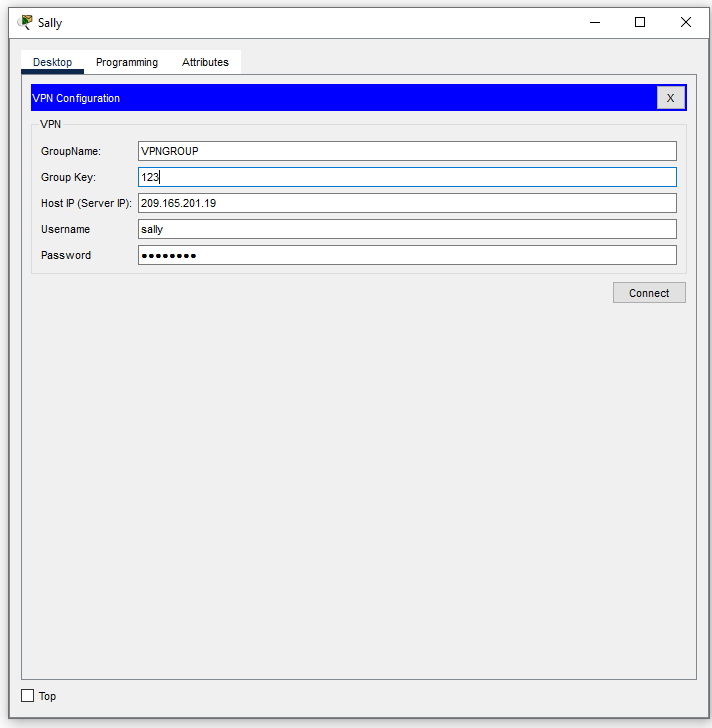 Sally
Desktop Programming Attributes
VPN Configuration X
VPN
GroupName: VPNGROUP
Group Key: 123
Host IP (Server IP): 209.165.201.19
Username sally
Password ●●●●●●●●
Connect
Top